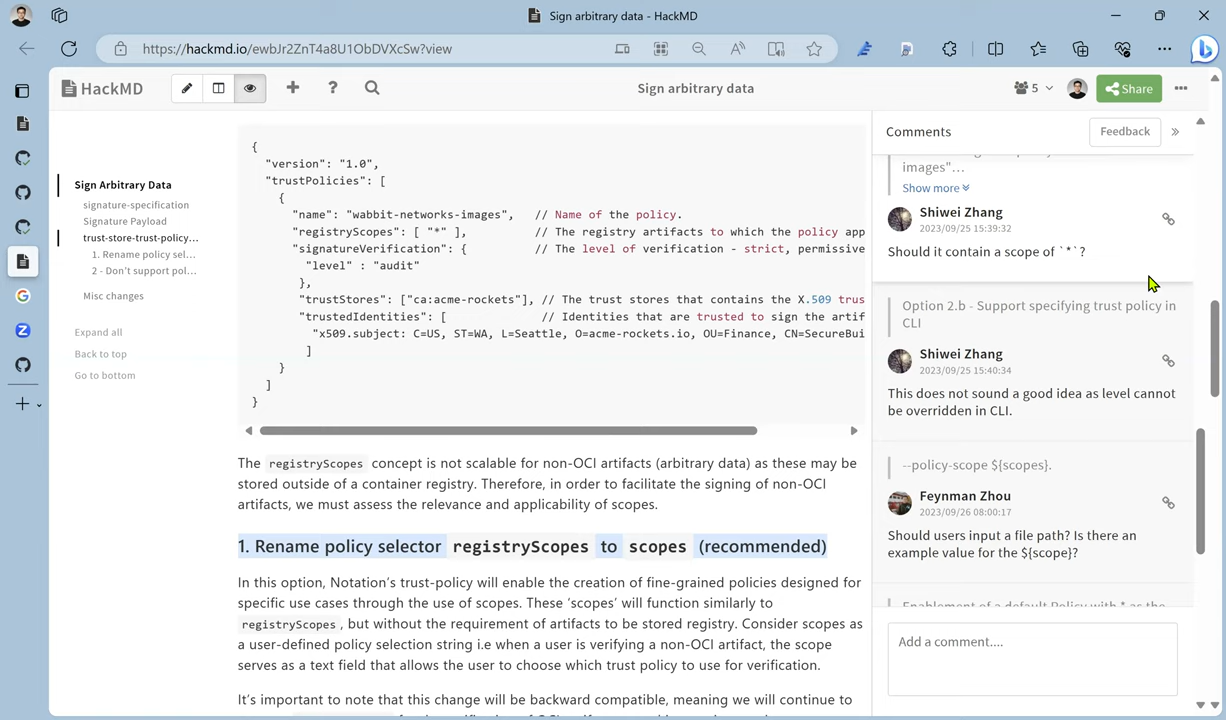 Sign arbitrary data - HackMD
https://hackmd.io/ewbJr2ZnT4a8U1ObDVXcSw?view
HackMD
Sign arbitrary data
5
Share
Sign Arbitrary Data
signature-specification
Signature Payload
trust-store-trust-policy...
1. Rename policy sel...
2 - Don't support pol...
Misc changes
Expand all
Back to top
Go to bottom
{
"version": "1.0",
"trustPolicies": [
{
"name": "wabbit-networks-images", // Name of the policy.
"registryScopes": [ "*" ], // The registry artifacts to which the policy app
"signatureVerification": { // The level of verification - strict, permissive
"level" : "audit"
},
"trustStores": ["ca:acme-rockets"], // The trust stores that contains the X.509 trus
"trustedIdentities": [ // Identities that are trusted to sign the artif
"x509.subject: C=US, ST=WA, L=Seattle, O=acme-rockets.io, OU=Finance, CN=SecureBui
]
}
]
}
The registryScopes concept is not scalable for non-OCI artifacts (arbitrary data) as these may be
stored outside of a container registry. Therefore, in order to facilitate the signing of non-OCI
artifacts, we must assess the relevance and applicability of scopes.
1. Rename policy selector registryScopes to scopes (recommended)
In this option, Notation's trust-policy will enable the creation of fine-grained policies designed for
specific use cases through the use of scopes. These 'scopes' will function similarly to
registryScopes, but without the requirement of artifacts to be stored registry. Consider scopes as
a user-defined policy selection string i.e when a user is verifying a non-OCI artifact, the scope
serves as a text field that allows the user to choose which trust policy to use for verification.
It's important to note that this change will be backward compatible, meaning we will continue to
Comments
Feedback
images"...
Show more
Shiwei Zhang
2023/09/25 15:39:32
Should it contain a scope of `*`?
Option 2.b - Support specifying trust policy in
CLI
Shiwei Zhang
2023/09/25 15:40:34
This does not sound a good idea as level cannot
be overridden in CLI.
--policy-scope ${scopes}.
Feynman Zhou
2023/09/26 08:00:17
Should users input a file path? Is there an
example value for the ${scope}?
Enablement of a default Policy with * as the
Add a comment....